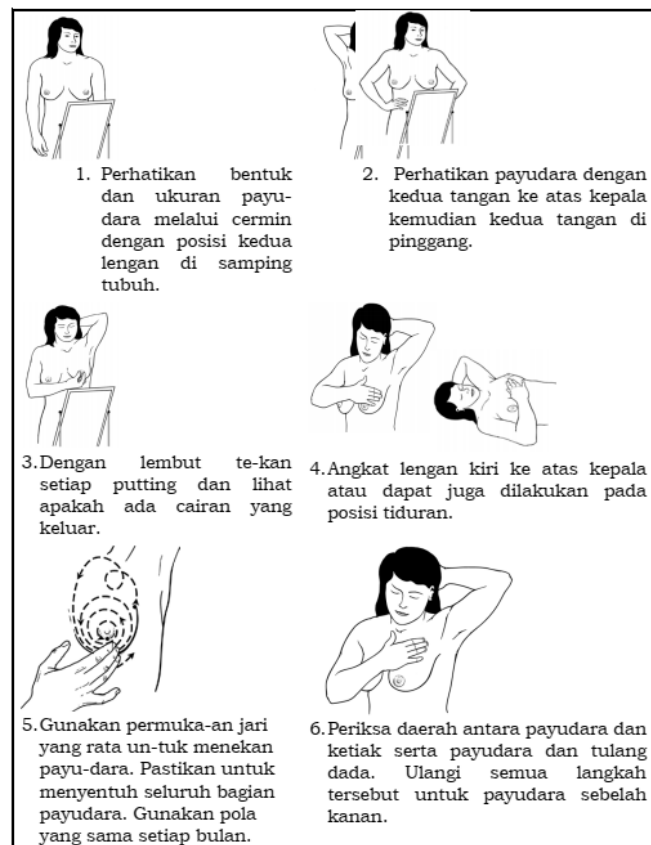 1. Perhatikan bentuk
dan ukuran payu-
dara melalui cermin
dengan posisi kedua
lengan di samping
tubuh.
2. Perhatikan payudara dengan
kedua tangan ke atas kepala
kemudian kedua tangan di
pinggang.
3.Dengan lembut te-kan
setiap putting dan lihat
apakah ada cairan yang
keluar.
4.Angkat lengan kiri ke atas kepala
atau dapat juga dilakukan pada
posisi tiduran.
5.Gunakan permuka-an jari
yang rata un-tuk menekan
payu-dara. Pastikan untuk
menyentuh seluruh bagian
payudara. Gunakan pola
yang sama setiap bulan.
6.Periksa daerah antara payudara dan
ketiak serta payudara dan tulang
dada. Ulangi semua langkah
tersebut untuk payudara sebelah
kanan.